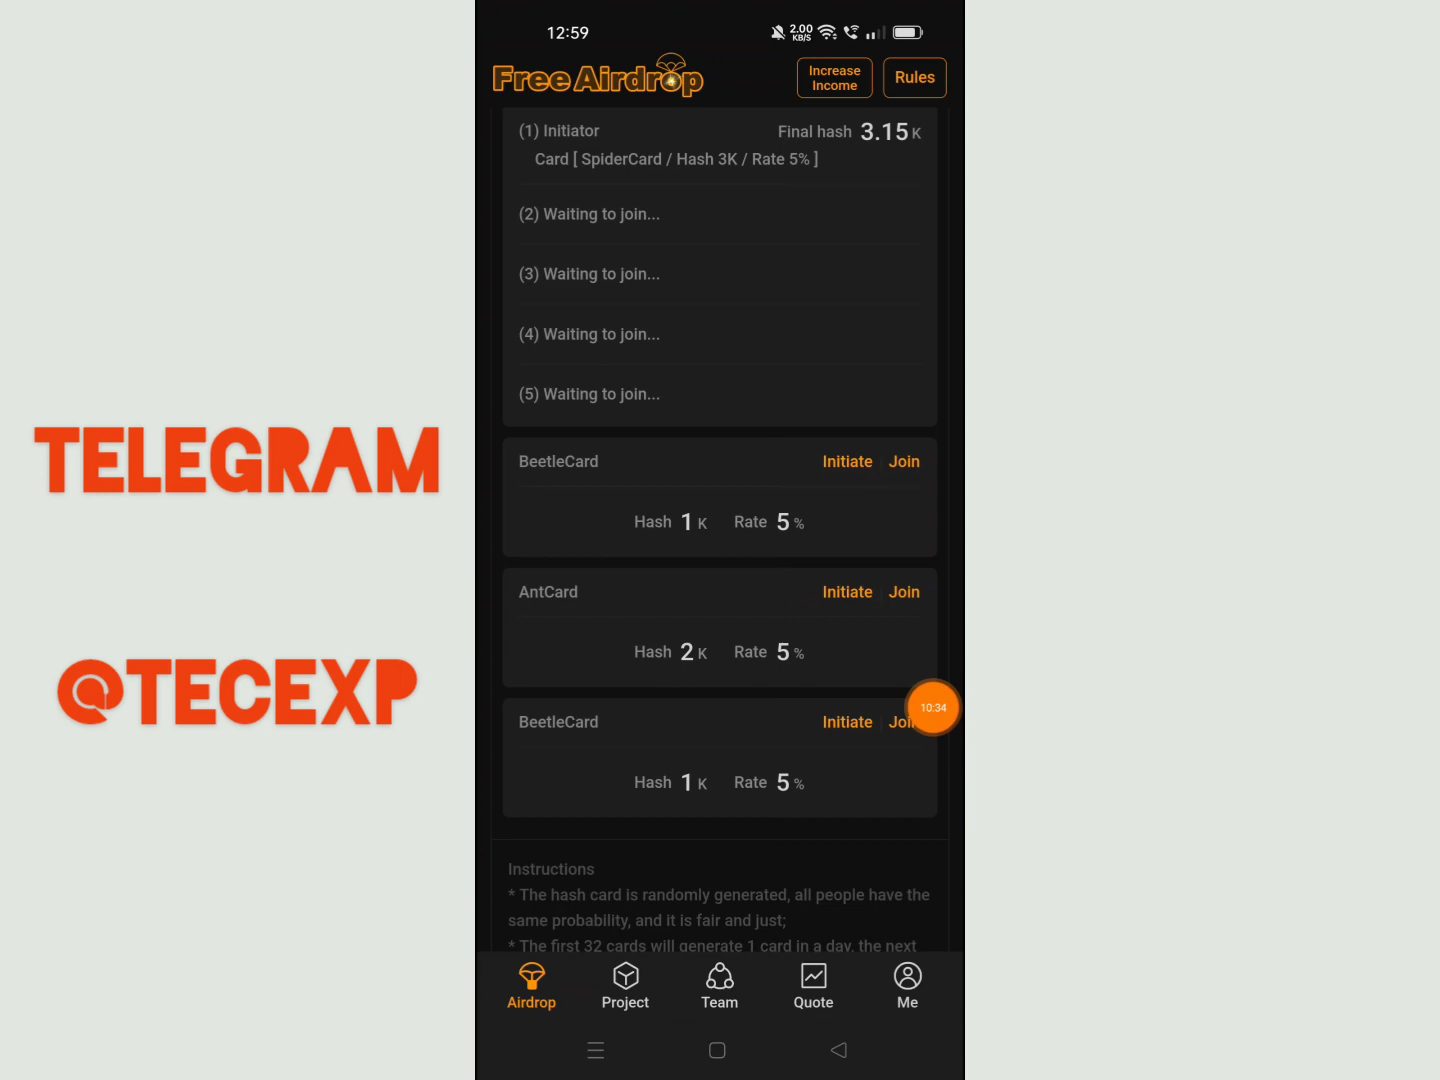 12:59
2.00
KB/S
Free Airdrop
Increase
Income
Rules
(1) Initiator
Final hash 3.15 K
Card [ SpiderCard / Hash 3K / Rate 5% ]
(2) Waiting to join...
(3) Waiting to join...
(4) Waiting to join...
(5) Waiting to join...
TELEGRAM
@TECEXP
BeetleCard
Initiate Join
Hash 1 K Rate 5 %
AntCard
Initiate Join
Hash 2 K Rate 5 %
10:34
BeetleCard
Initiate Join
Hash 1 K Rate 5 %
Instructions
* The hash card is randomly generated, all people have the
same probability, and it is fair and just;
* The first 32 cards will generate 1 card in a day, the next
Airdrop
Project
Team
Quote
Me